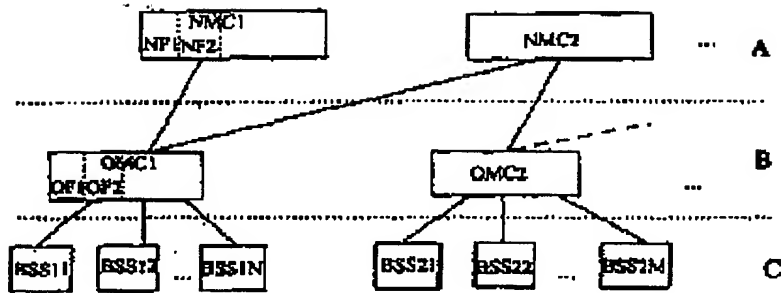 NMC1
NF1 NF2
NMC2
... A
OMC1
OF1 OF2
OMC2
... B
BSS11 BSS12 ... BSS1N BSS21 BSS22 ... BSS2M C